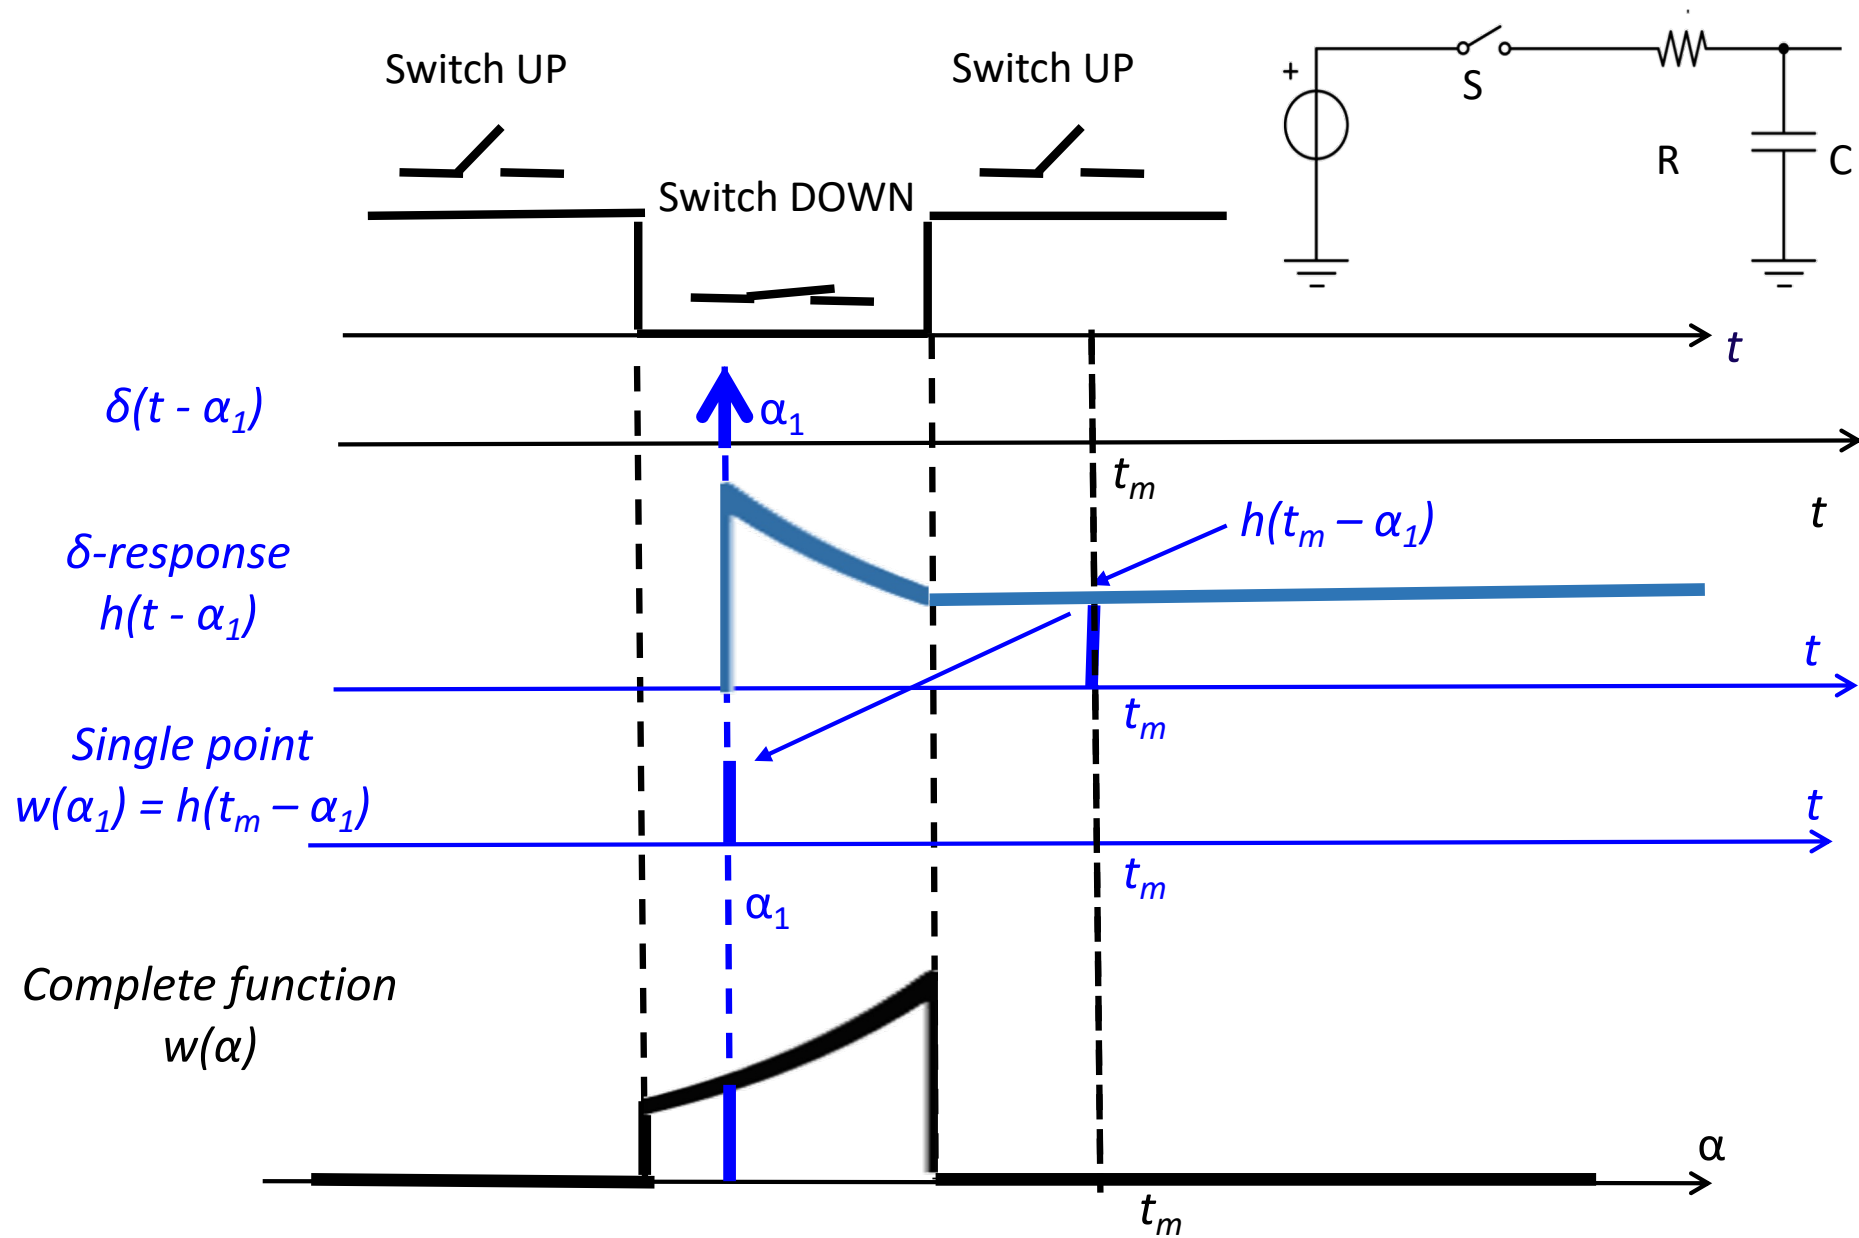 Switch UP
Switch UP
+
S
R
C
Switch DOWN
t
δ(t - α₁)
α₁
tₘ
t
h(tₘ – α₁)
δ-response
h(t - α₁)
t
tₘ
Single point
w(α₁) = h(tₘ – α₁)
t
tₘ
α₁
Complete function
w(α)
α
tₘ